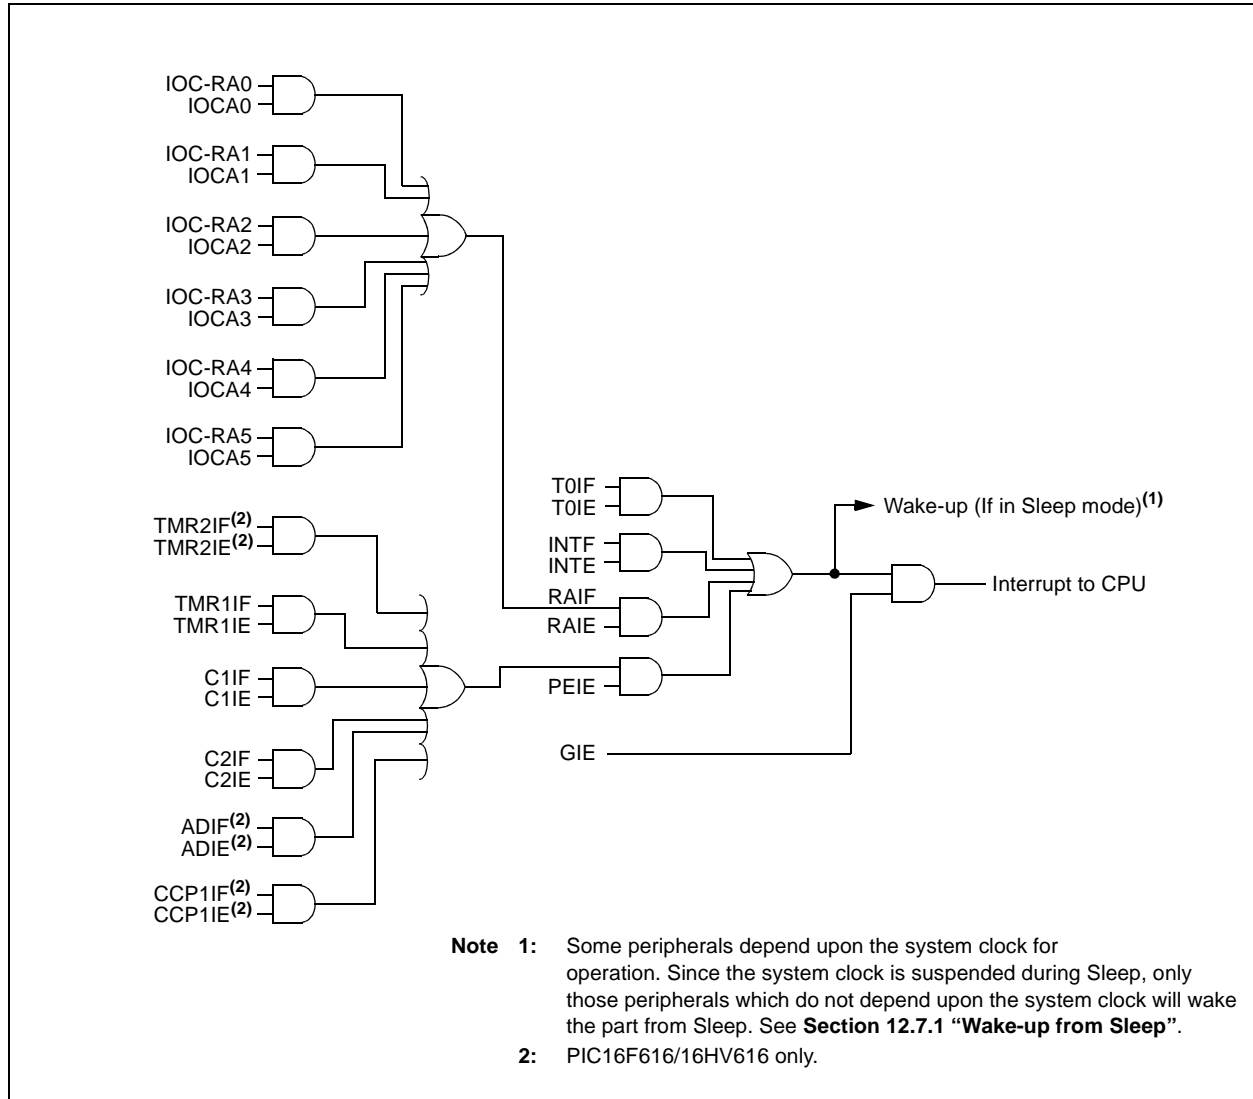 IOC-RA0
IOCA0
IOC-RA1
IOCA1
IOC-RA2
IOCA2
IOC-RA3
IOCA3
IOC-RA4
IOCA4
IOC-RA5
IOCA5
TMR2IF(2)
TMR2IE(2)
TMR1IF
TMR1IE
C1IF
C1IE
C2IF
C2IE
ADIF(2)
ADIE(2)
CCP1IF(2)
CCP1IE(2)
T0IF
T0IE
INTF
INTE
RAIF
RAIE
PEIE
GIE
Wake-up (If in Sleep mode)(1)
Interrupt to CPU
Note 1: Some peripherals depend upon the system clock for
operation. Since the system clock is suspended during Sleep, only
those peripherals which do not depend upon the system clock will wake
the part from Sleep. See Section 12.7.1 “Wake-up from Sleep”.
2: PIC16F616/16HV616 only.